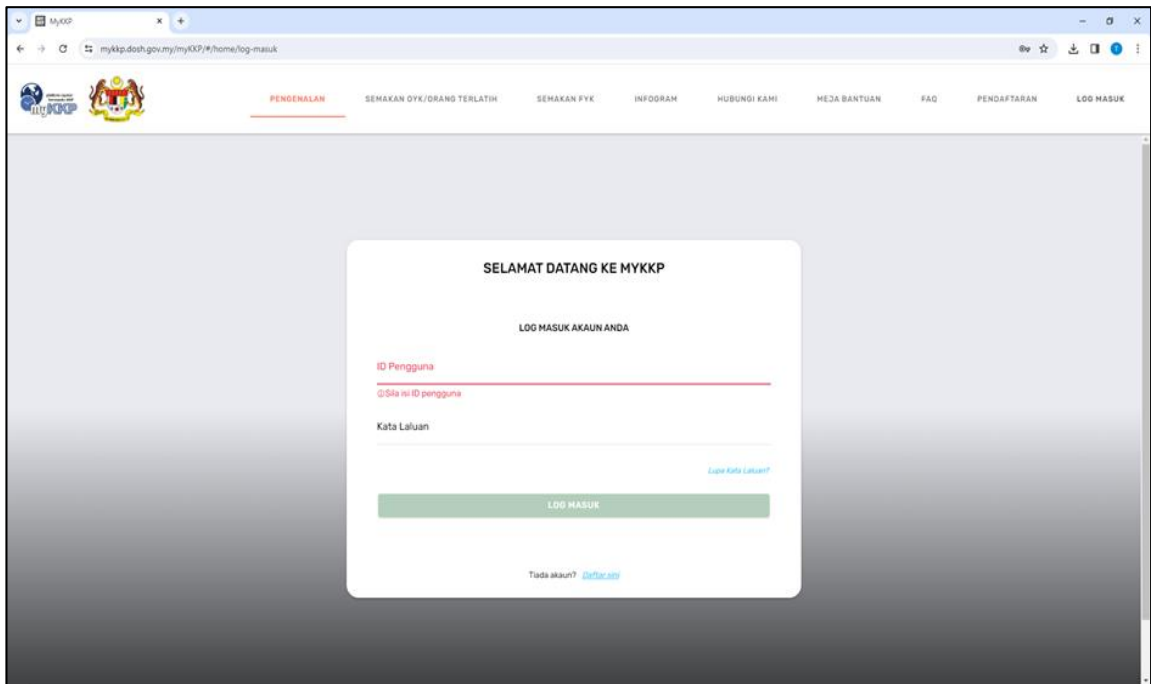 MyKKP
mykkp.dosh.gov.my/myKKP/#/home/log-masuk
myKKP
PENGENALAN SEMAKAN OYK/ORANG TERLATIH SEMAKAN FYK INFOGRAM HUBUNGI KAMI MEJA BANTUAN FAQ PENDAFTARAN LOG MASUK
SELAMAT DATANG KE MYKKP
LOG MASUK AKAUN ANDA
ID Pengguna
Sila isi ID pengguna
Kata Laluan
Lupa Kata Laluan?
LOG MASUK
Tiada akaun? Daftar sini